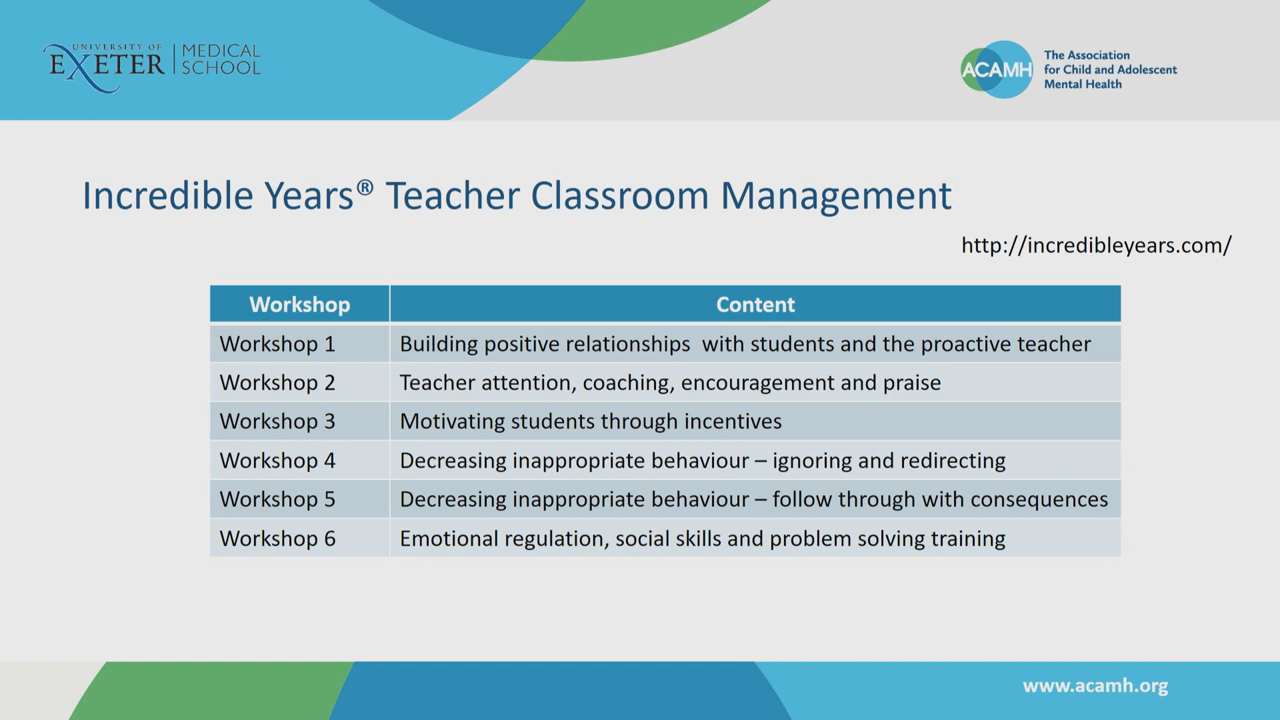 UNIVERSITY OF
EXETER
MEDICAL
SCHOOL
ACAMH
The Association
for Child and Adolescent
Mental Health
Incredible Years® Teacher Classroom Management
http://incredibleyears.com/
Workshop Content
Workshop 1 Building positive relationships with students and the proactive teacher
Workshop 2 Teacher attention, coaching, encouragement and praise
Workshop 3 Motivating students through incentives
Workshop 4 Decreasing inappropriate behaviour – ignoring and redirecting
Workshop 5 Decreasing inappropriate behaviour – follow through with consequences
Workshop 6 Emotional regulation, social skills and problem solving training
www.acamh.org